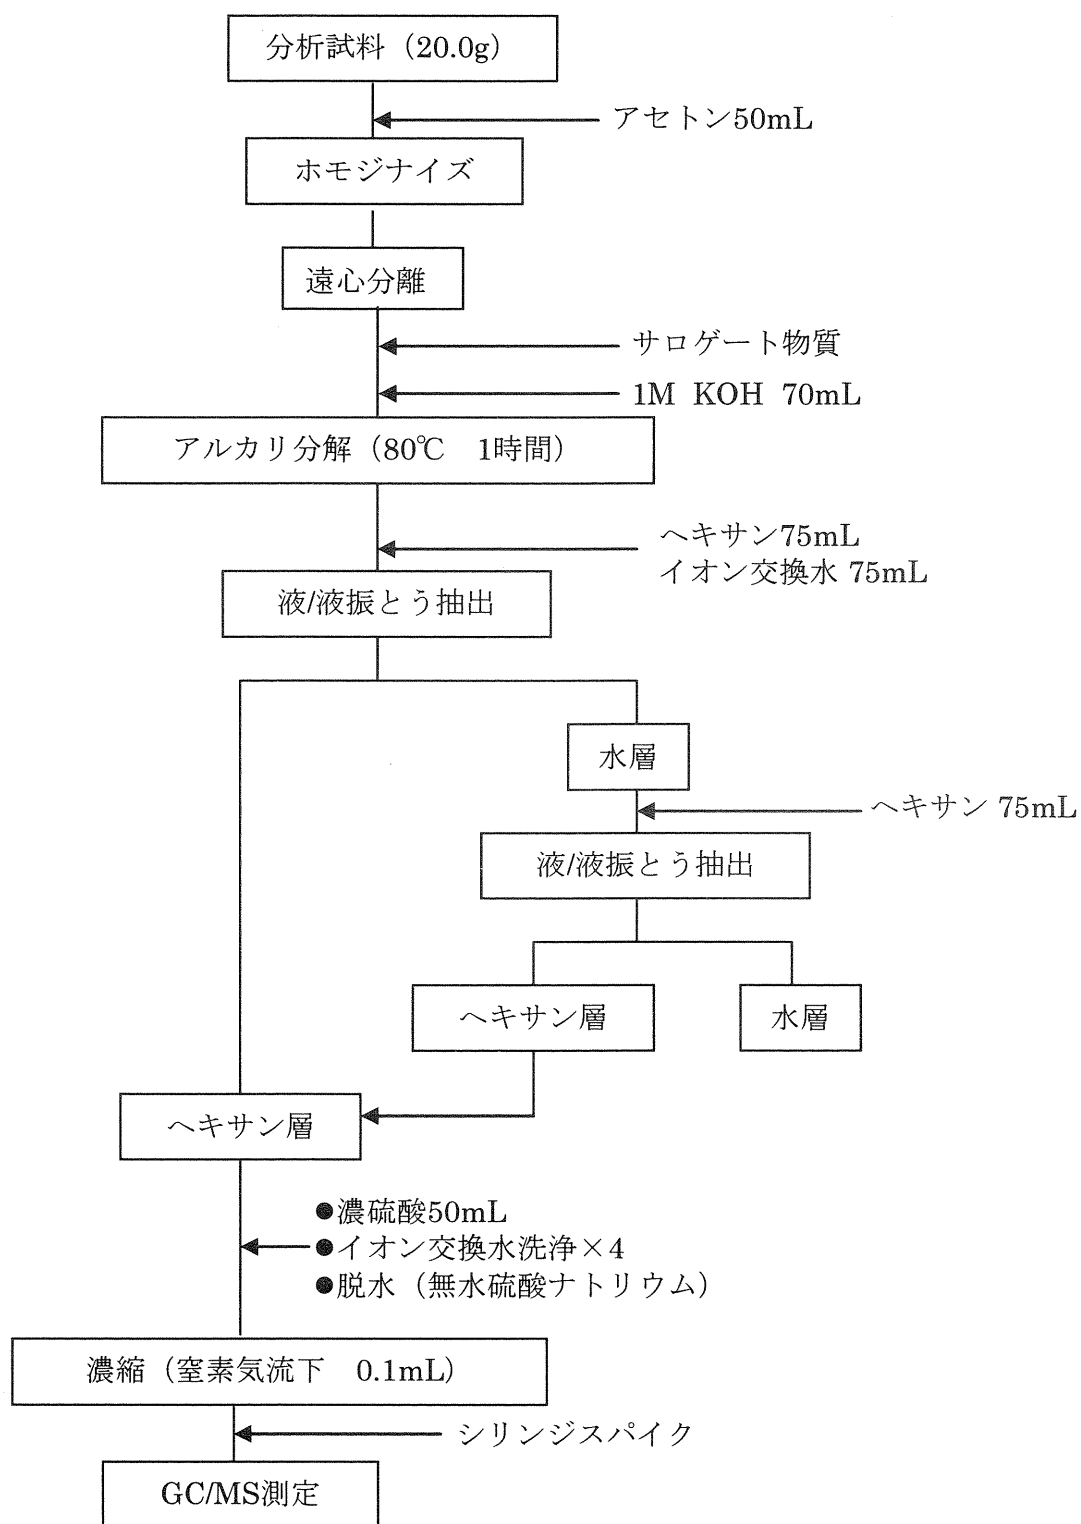 分析試料（20.0g）
アセトン50mL
ホモジナイズ
遠心分離
サロゲート物質
1M KOH 70mL
アルカリ分解（80℃　1時間）
ヘキサン75mL
イオン交換水 75mL
液/液振とう抽出
水層
ヘキサン 75mL
液/液振とう抽出
ヘキサン層
水層
ヘキサン層
●濃硫酸50mL
●イオン交換水洗浄×4
●脱水（無水硫酸ナトリウム）
濃縮（窒素気流下　0.1mL）
シリンジスパイク
GC/MS測定